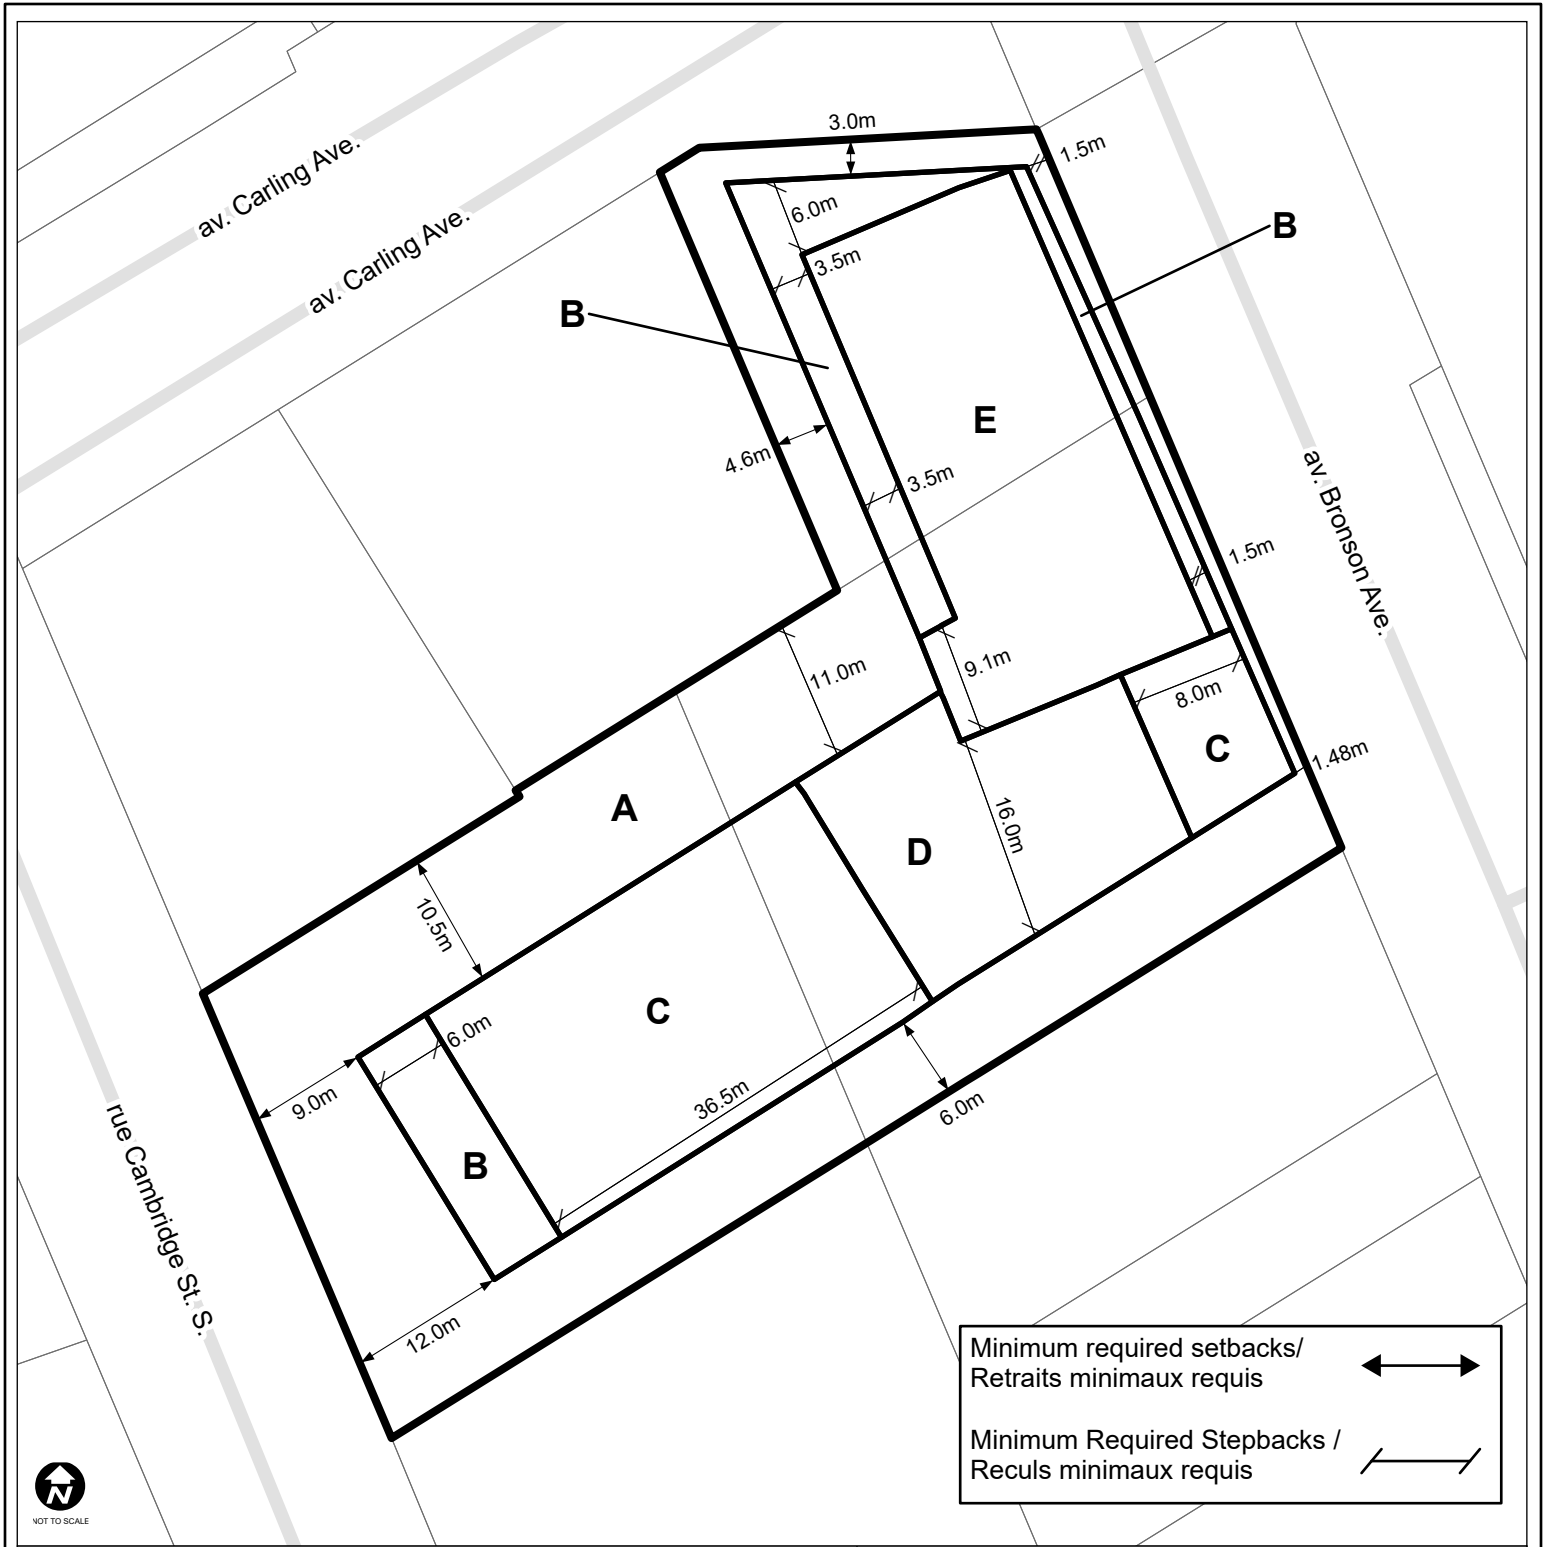 3.0m
1.5m
av. Carling Ave.
6.0m
B
av. Carling Ave.
3.5m
B
E
4.6m
3.5m
av. Bronson Ave.
1.5m
11.0m
9.1m
8.0m
C
1.48m
A
16.0m
D
10.5m
C
6.0m
9.0m
36.5m
6.0m
B
rue Cambridge St. S.
12.0m
Minimum required setbacks/
Retraits minimaux requis
Minimum Required Stepbacks /
Reculs minimaux requis
N
NOT TO SCALE